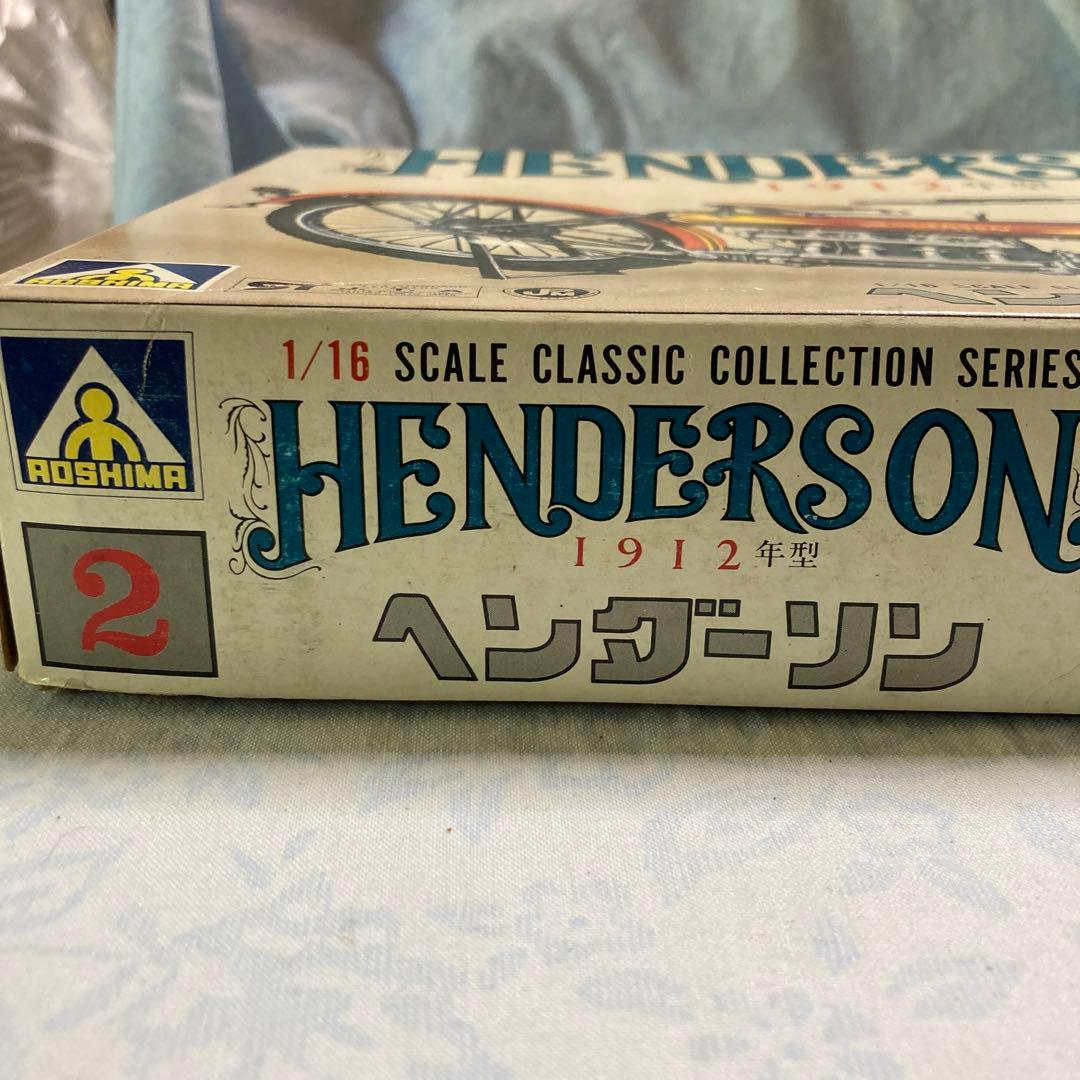 HENDERS
1912年型
AOSHIMA
AOSHIMA
1/16 SCALE CLASSIC COLLECTION SERIES
HENDERSON
1912年型
2
ヘンダーソン